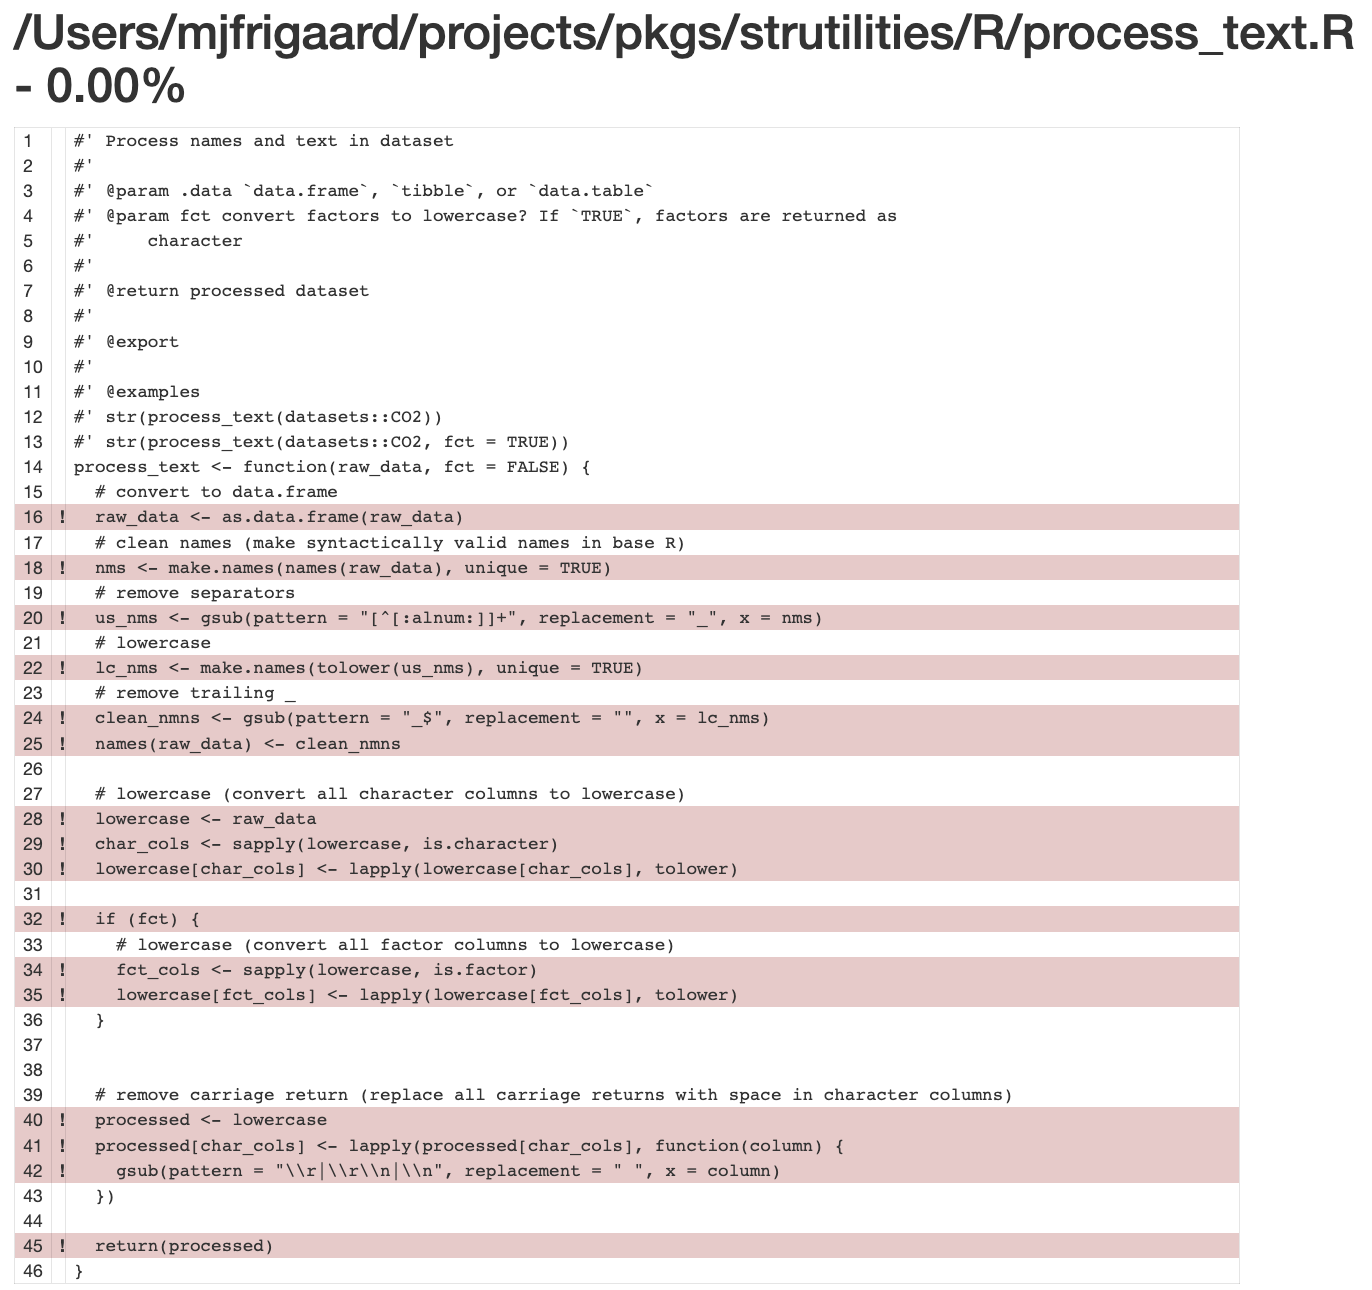 /Users/mjfrigaard/projects/pkgs/strutilities/R/process_text.R
- 0.00%
1 #' Process names and text in dataset
2 #'
3 #' @param .data `data.frame`, `tibble`, or `data.table`
4 #' @param fct convert factors to lowercase? If `TRUE`, factors are returned as
5 #'     character
6 #'
7 #' @return processed dataset
8 #'
9 #' @export
10 #'
11 #' @examples
12 #' str(process_text(datasets::CO2))
13 #' str(process_text(datasets::CO2, fct = TRUE))
14 process_text <- function(raw_data, fct = FALSE) {
15   # convert to data.frame
16 !   raw_data <- as.data.frame(raw_data)
17   # clean names (make syntactically valid names in base R)
18 !   nms <- make.names(names(raw_data), unique = TRUE)
19   # remove separators
20 !   us_nms <- gsub(pattern = "[^[:alnum:]]+", replacement = "_", x = nms)
21   # lowercase
22 !   lc_nms <- make.names(tolower(us_nms), unique = TRUE)
23   # remove trailing _
24 !   clean_nmns <- gsub(pattern = "_$", replacement = "", x = lc_nms)
25 !   names(raw_data) <- clean_nmns
26
27   # lowercase (convert all character columns to lowercase)
28 !   lowercase <- raw_data
29 !   char_cols <- sapply(lowercase, is.character)
30 !   lowercase[char_cols] <- lapply(lowercase[char_cols], tolower)
31
32 !   if (fct) {
33     # lowercase (convert all factor columns to lowercase)
34 !     fct_cols <- sapply(lowercase, is.factor)
35 !     lowercase[fct_cols] <- lapply(lowercase[fct_cols], tolower)
36   }
37
38
39   # remove carriage return (replace all carriage returns with space in character columns)
40 !   processed <- lowercase
41 !   processed[char_cols] <- lapply(processed[char_cols], function(column) {
42 !     gsub(pattern = "\\r|\\r\\n|\\n", replacement = " ", x = column)
43   })
44
45 !   return(processed)
46 }